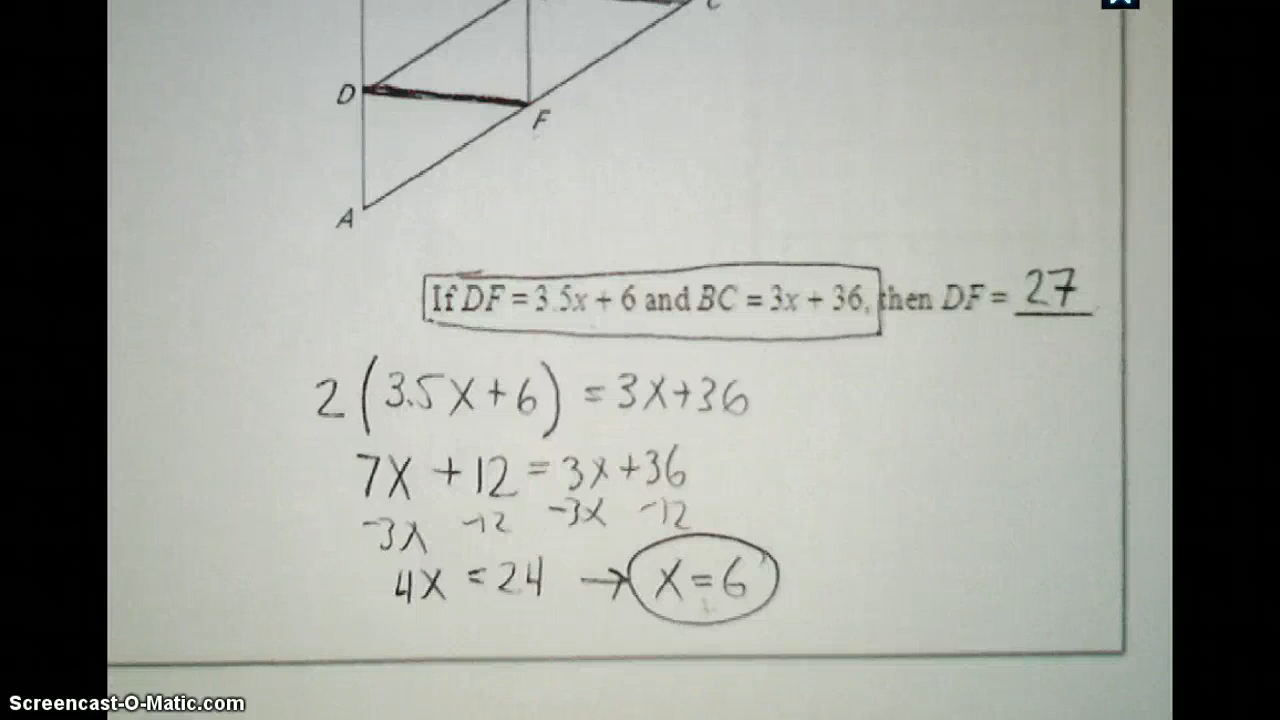 D
F
A
If DF = 3.5x + 6 and BC = 3x + 36, then DF = 27
2(3.5x+6) = 3x+36
7x + 12 = 3x+36
-3x -12 -3x -12
4x = 24 → x = 6
Screencast-O-Matic.com